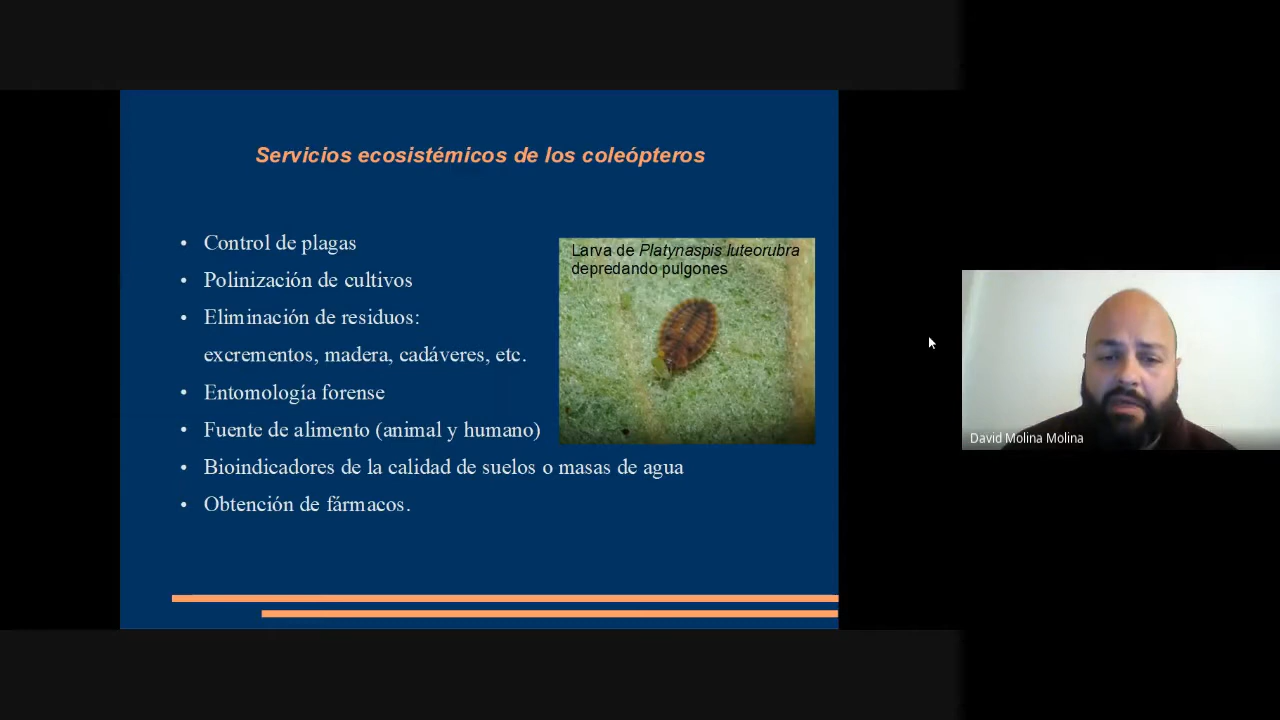 Servicios ecosistémicos de los coleópteros
• Control de plagas
• Polinización de cultivos
• Eliminación de residuos:
excrementos, madera, cadáveres, etc.
• Entomología forense
• Fuente de alimento (animal y humano)
• Bioindicadores de la calidad de suelos o masas de agua
• Obtención de fármacos.
Larva de Platynaspis luteorubra
depredando pulgones
David Molina Molina